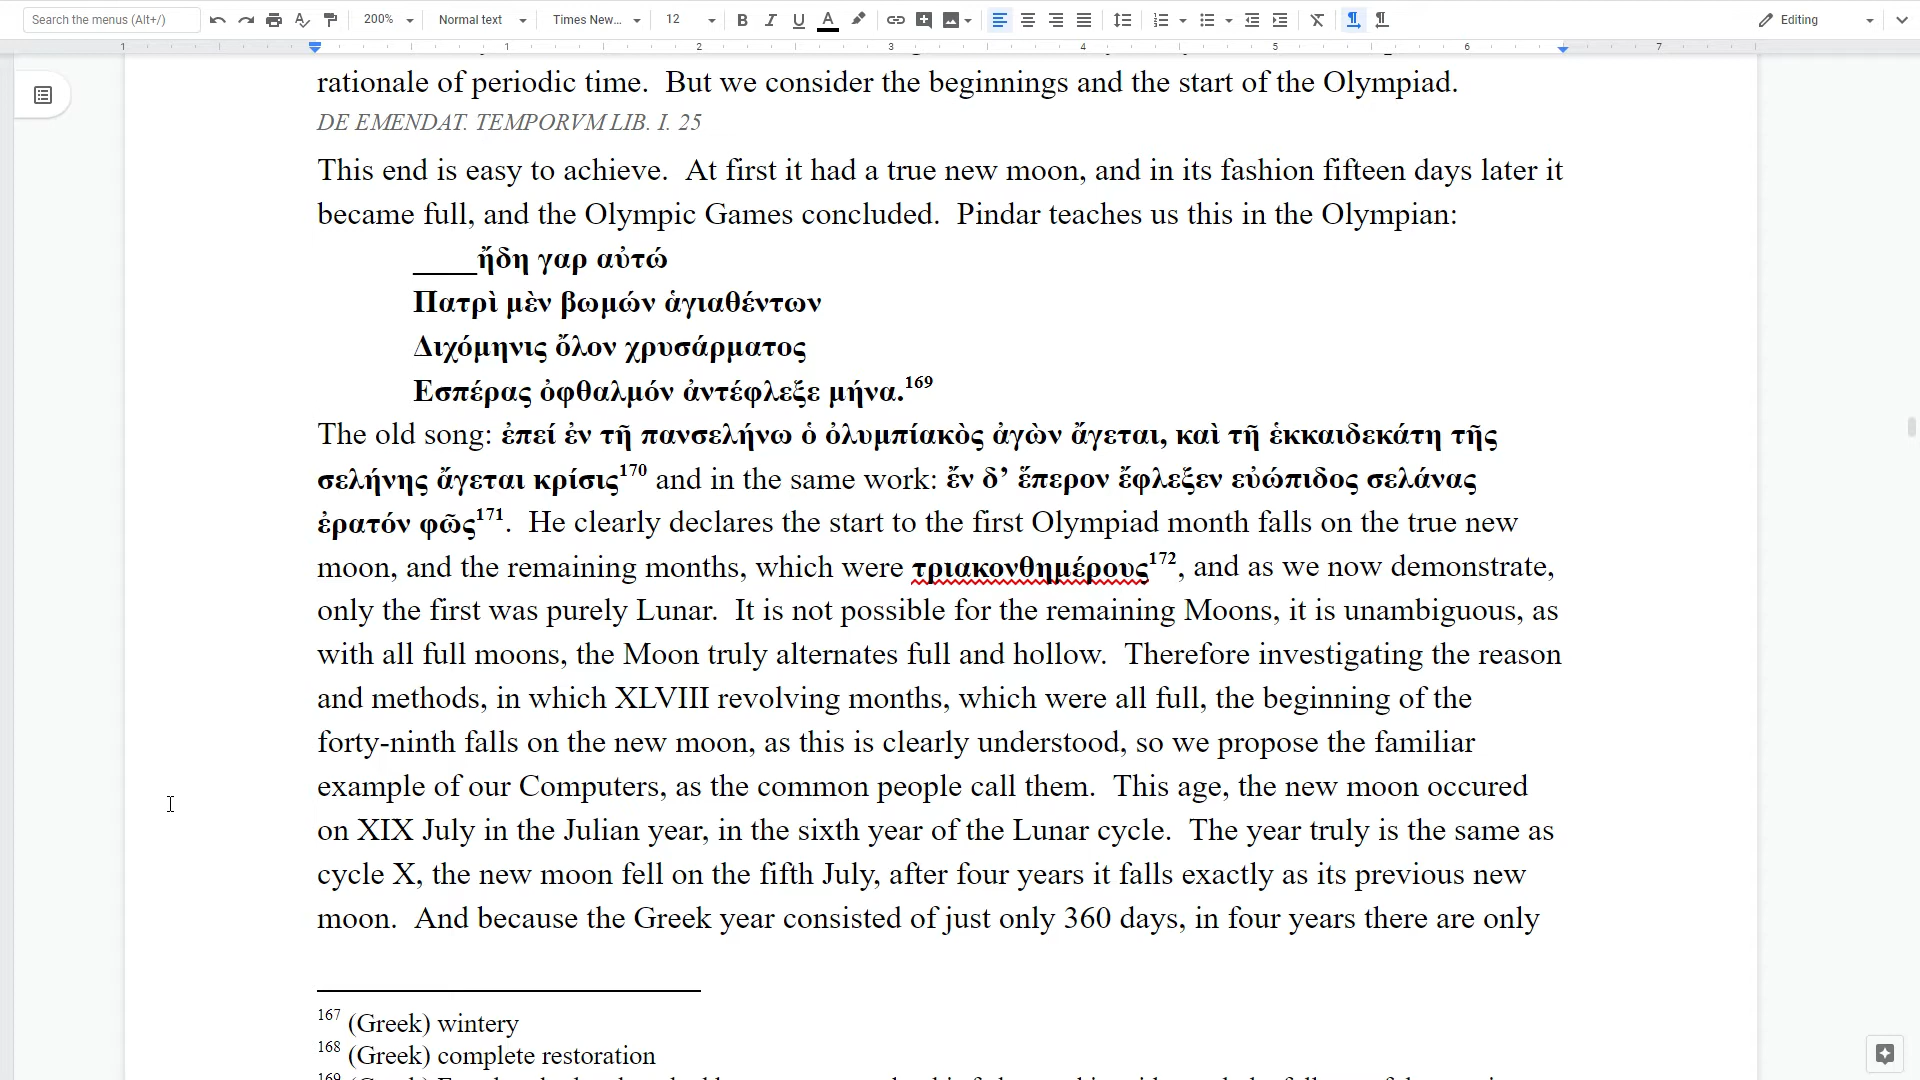 Search the menus (Alt+/) 200% Normal text Times New... 12 Editing
1 1 2 3 4 5 6 7
rationale of periodic time. But we consider the beginnings and the start of the Olympiad.
DE EMENDAT. TEMPORVM LIB. I. 25
This end is easy to achieve. At first it had a true new moon, and in its fashion fifteen days later it
became full, and the Olympic Games concluded. Pindar teaches us this in the Olympian:
____ἤδη γαρ αὐτώ
Πατρὶ μὲν βωμών ἁγιαθέντων
Διχόμηνις ὄλον χρυσάρματος
Εσπέρας ὀφθαλμόν ἀντέφλεξε μήνα.169
The old song: ἐπεί ἐν τῇ πανσελήνω ὁ ὀλυμπίακὸς ἀγὼν ἄγεται, καὶ τῇ ἑκκαιδεκάτη τῆς
σελήνης ἄγεται κρίσις170 and in the same work: ἔν δ’ ἕπερον ἔφλεξεν εὐώπιδος σελάνας
ἐρατόν φῶς171. He clearly declares the start to the first Olympiad month falls on the true new
moon, and the remaining months, which were τριακονθημέρους172, and as we now demonstrate,
only the first was purely Lunar. It is not possible for the remaining Moons, it is unambiguous, as
with all full moons, the Moon truly alternates full and hollow. Therefore investigating the reason
and methods, in which XLVIII revolving months, which were all full, the beginning of the
forty-ninth falls on the new moon, as this is clearly understood, so we propose the familiar
example of our Computers, as the common people call them. This age, the new moon occured
on XIX July in the Julian year, in the sixth year of the Lunar cycle. The year truly is the same as
cycle X, the new moon fell on the fifth July, after four years it falls exactly as its previous new
moon. And because the Greek year consisted of just only 360 days, in four years there are only
167 (Greek) wintery
168 (Greek) complete restoration